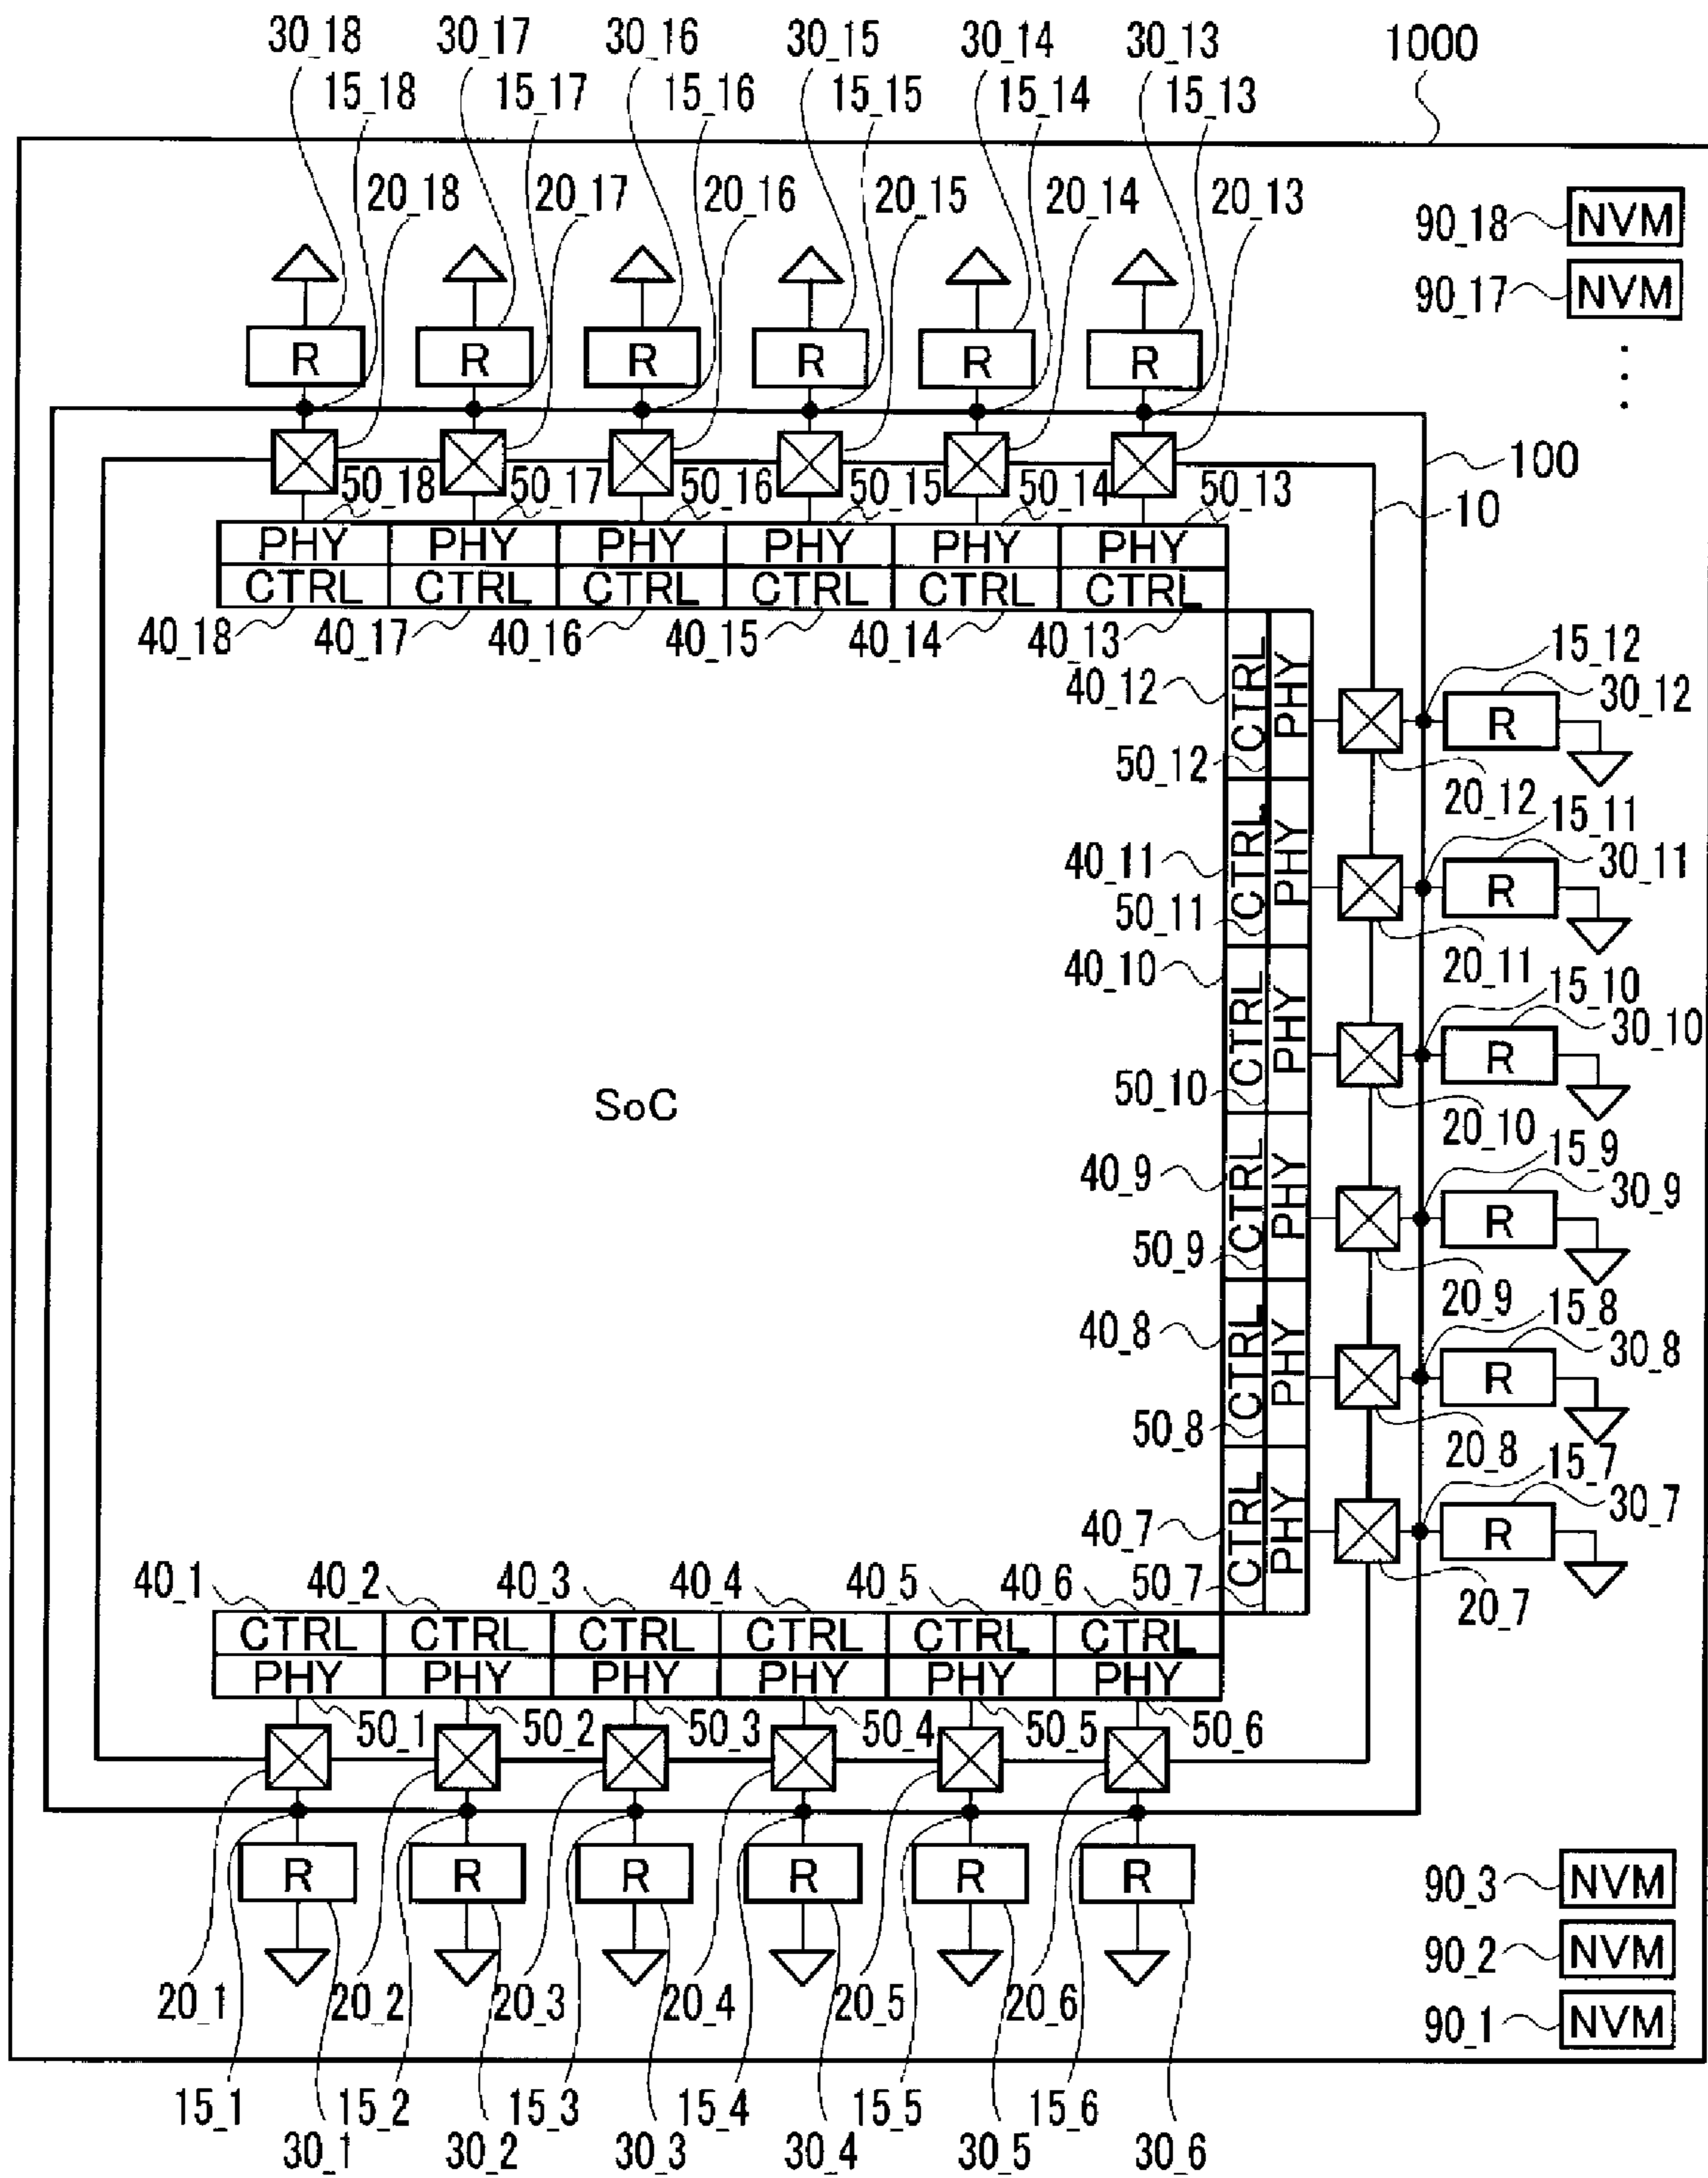 30_18 30_17 30_16 30_15 30_14 30_13 1000
15_18 15_17 15_16 15_15 15_14 15_13
20_18 20_17 20_16 20_15 20_14 20_13
90_18 NVM
90_17 NVM
R R R R R R
100
50_18 50_17 50_16 50_15 50_14 50_13 10
PHY PHY PHY PHY PHY PHY
CTRL CTRL CTRL CTRL CTRL CTRL
40_18 40_17 40_16 40_15 40_14 40_13
15_12
40_12 CTRL PHY 30_12
R
50_12 20_12
15_11
40_11 CTRL PHY 30_11
R
50_11
40_10 20_11
15_10
CTRL PHY 30_10
R
50_10
SoC
20_10
15_9
40_9 CTRL PHY 30_9
R
50_9
20_9
15_8
40_8 CTRL PHY 30_8
R
50_8
20_8
15_7
40_7 CTRL PHY 30_7
R
50_7
20_7
40_1 40_2 40_3 40_4 40_5 40_6
CTRL CTRL CTRL CTRL CTRL CTRL
PHY PHY PHY PHY PHY PHY
50_1 50_2 50_3 50_4 50_5 50_6
R R R R R R
90_3 NVM
90_2 NVM
20_1 20_2 20_3 20_4 20_5 20_6
90_1 NVM
15_1 15_2 15_3 15_4 15_5 15_6
30_1 30_2 30_3 30_4 30_5 30_6